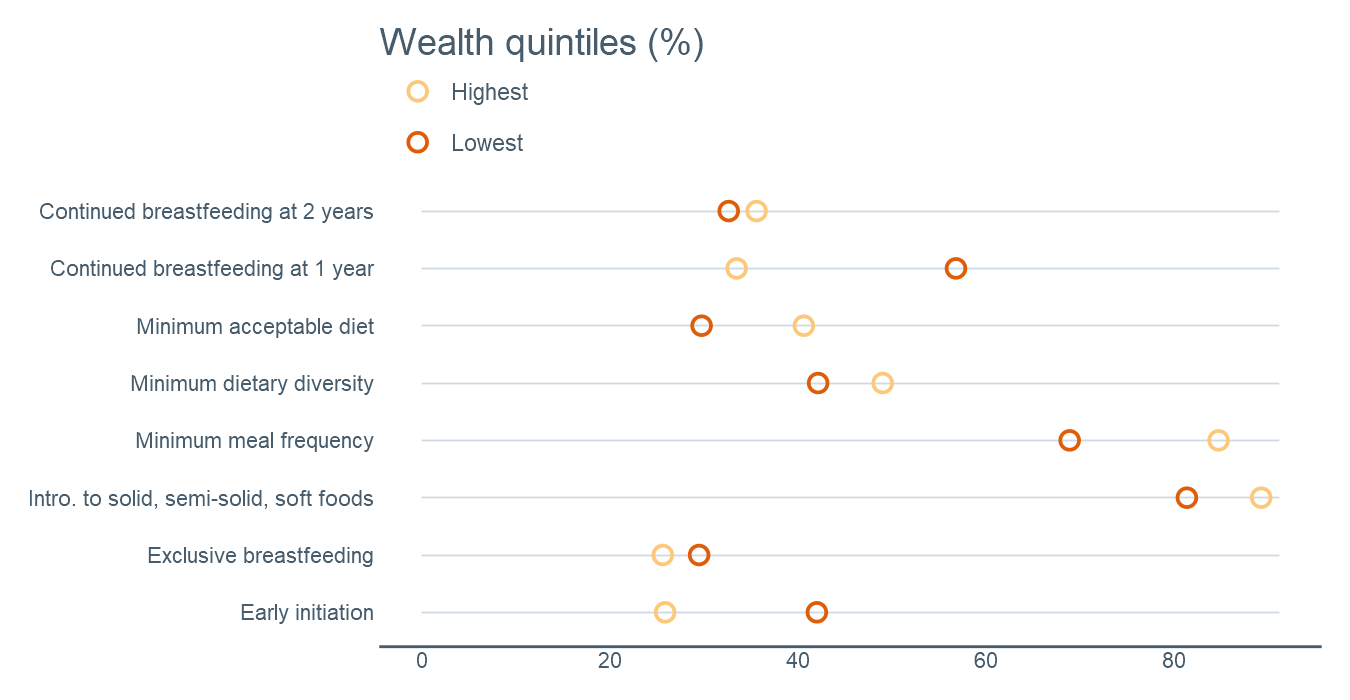 Wealth quintiles (%)
Highest
Lowest
Continued breastfeeding at 2 years
Continued breastfeeding at 1 year
Minimum acceptable diet
Minimum dietary diversity
Minimum meal frequency
Intro. to solid, semi-solid, soft foods
Exclusive breastfeeding
Early initiation
0 20 40 60 80